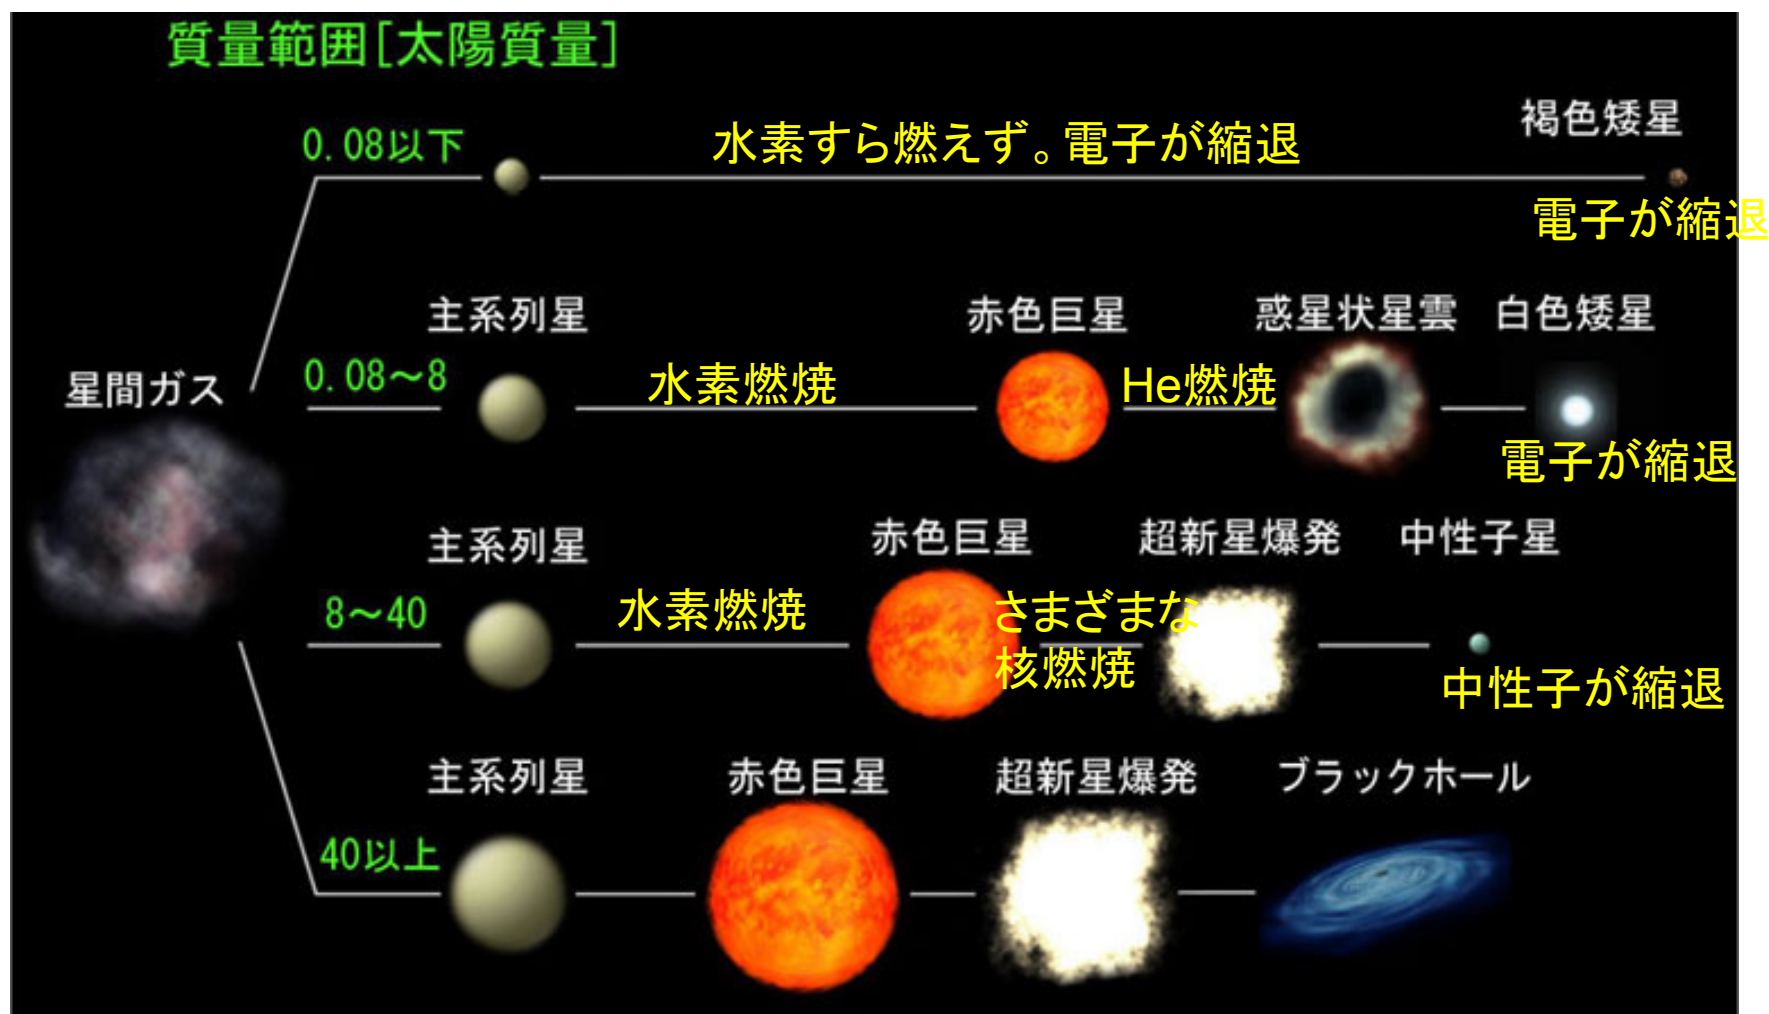 質量範囲[太陽質量]
褐色矮星
0.08以下
水素すら燃えず。電子が縮退
電子が縮退
主系列星
赤色巨星
惑星状星雲
白色矮星
星間ガス
0.08～8
水素燃焼
He燃焼
電子が縮退
主系列星
赤色巨星
超新星爆発
中性子星
8～40
水素燃焼
さまざまな
核燃焼
中性子が縮退
主系列星
赤色巨星
超新星爆発
ブラックホール
40以上